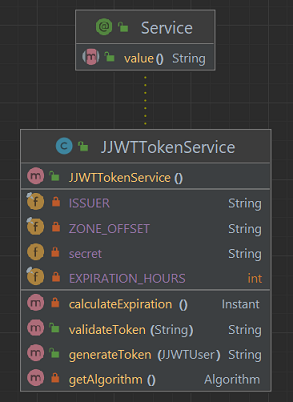 Service
value() String
JJWTTokenService
JJWTTokenService ()
ISSUER String
ZONE_OFFSET String
secret String
EXPIRATION_HOURS int
calculateExpiration () Instant
validateToken (String) String
generateToken (JJWTUser) String
getAlgorithm () Algorithm